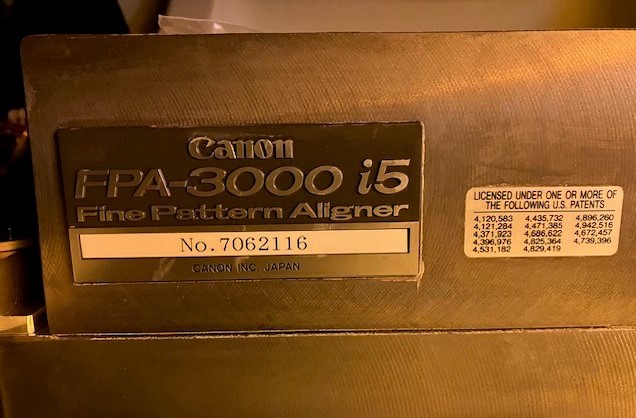 Canon
FPA-3000 i5
Fine Pattern Aligner
No.7062116
CANON INC. JAPAN
LICENSED UNDER ONE OR MORE OF
THE FOLLOWING U.S. PATENTS
4,120,583 4,435,732 4,896,260
4,121,284 4,471,385 4,942,516
4,371,923 4,686,622 4,672,457
4,396,976 4,825,364 4,739,396
4,531,182 4,829,419